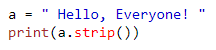 a = " Hello, Everyone! "
print(a.strip())